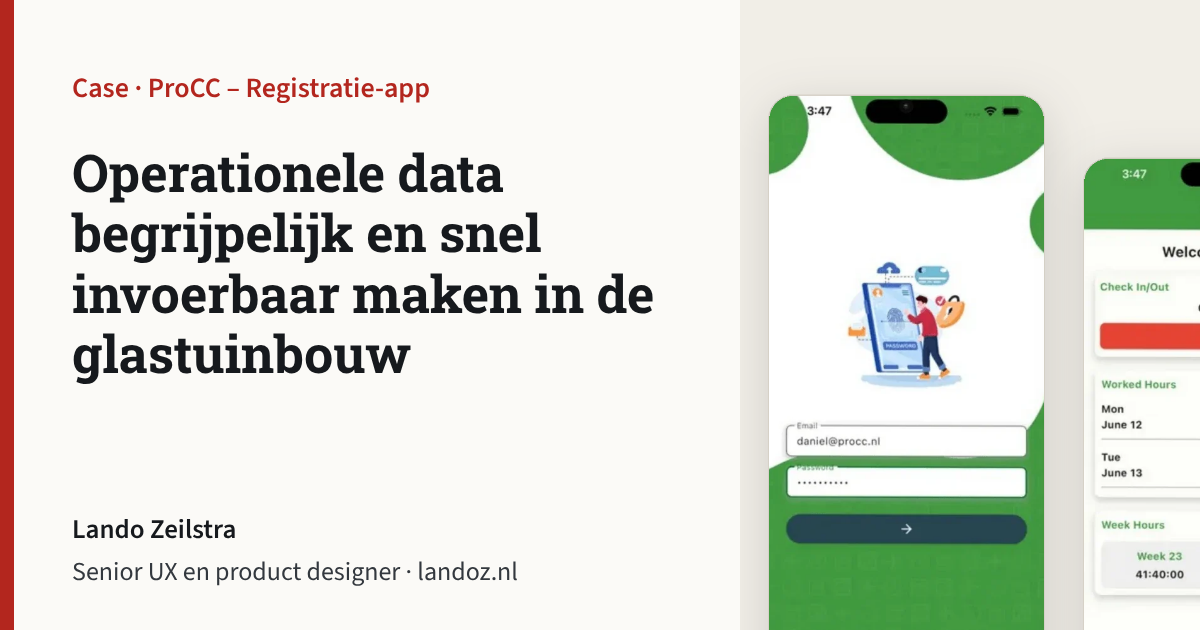 Case · ProCC – Registratie-app
Operationele data
begrijpelijk en snel
invoerbaar maken in de
glastuinbouw
Lando Zeilstra
Senior UX en product designer · landoz.nl
3:47
PASSWORD
Email
daniel@procc.nl
Password
3:47
Check In/Out
Worked Hours
Mon
June 12
Tue
June 13
Week Hours
Week 23
41:40:00